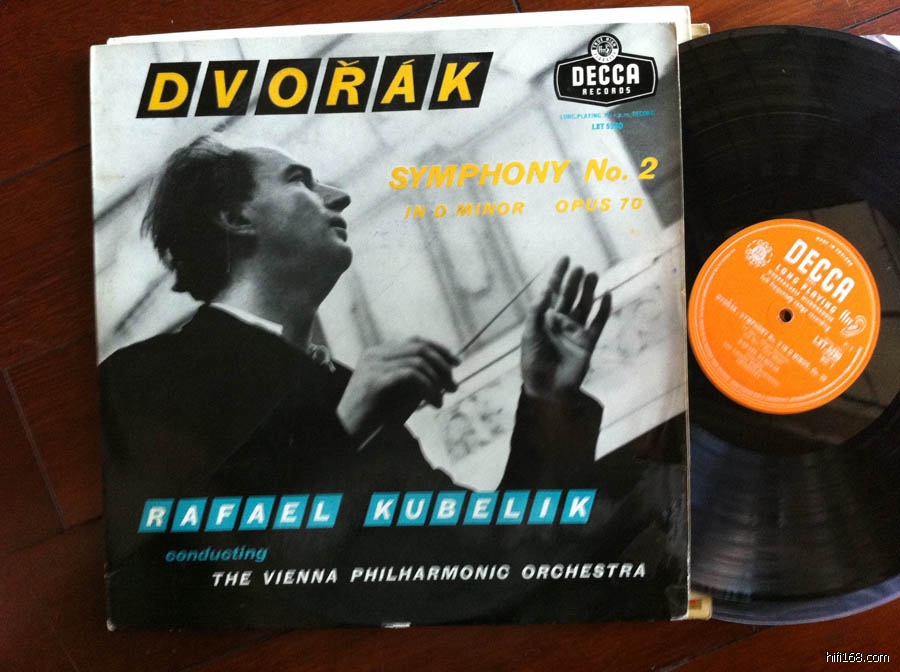 DVOŘÁK
DECCA
RECORDS
SYMPHONY No. 2
IN D MINOR OPUS 70
RAFAEL KUBELIK
conducting
THE VIENNA PHILHARMONIC ORCHESTRA
DECCA
LONG PLAYING
hifi168.com